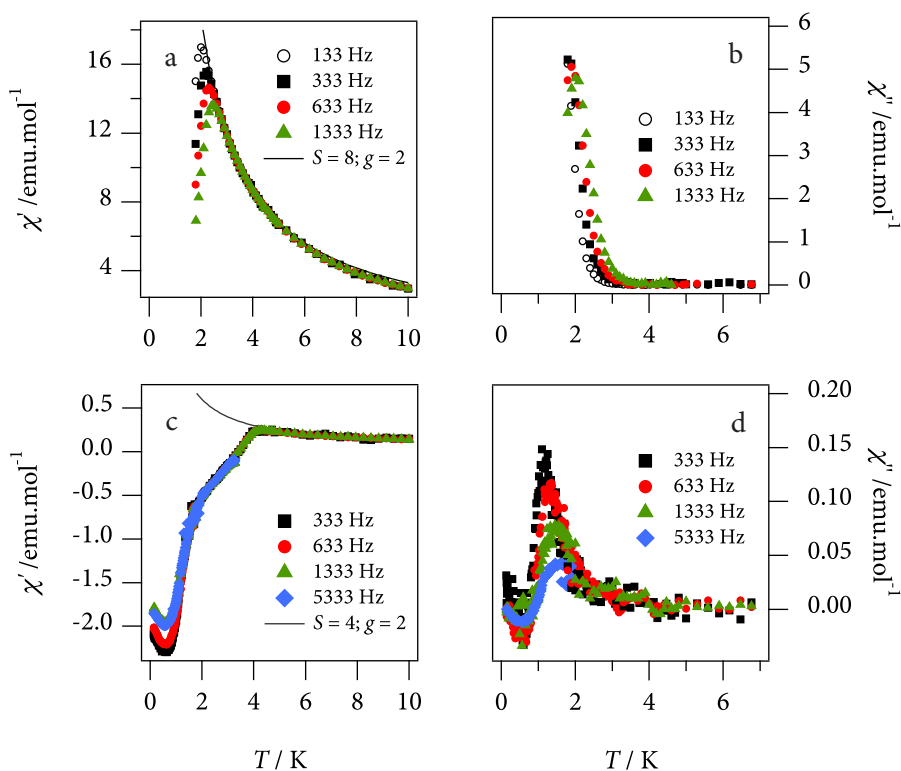 16
12
8
4
χ' /emu.mol⁻¹
a
133 Hz
333 Hz
633 Hz
1333 Hz
S = 8; g = 2
0 2 4 6 8 10
b
133 Hz
333 Hz
633 Hz
1333 Hz
6
5
4
3
2
1
0
χ" /emu.mol⁻¹
0 2 4 6
0.5
0.0
-0.5
-1.0
-1.5
-2.0
χ' /emu.mol⁻¹
c
333 Hz
633 Hz
1333 Hz
5333 Hz
S = 4; g = 2
0 2 4 6 8 10
T / K
d
333 Hz
633 Hz
1333 Hz
5333 Hz
0.20
0.15
0.10
0.05
0.00
χ" /emu.mol⁻¹
0 2 4 6
T / K